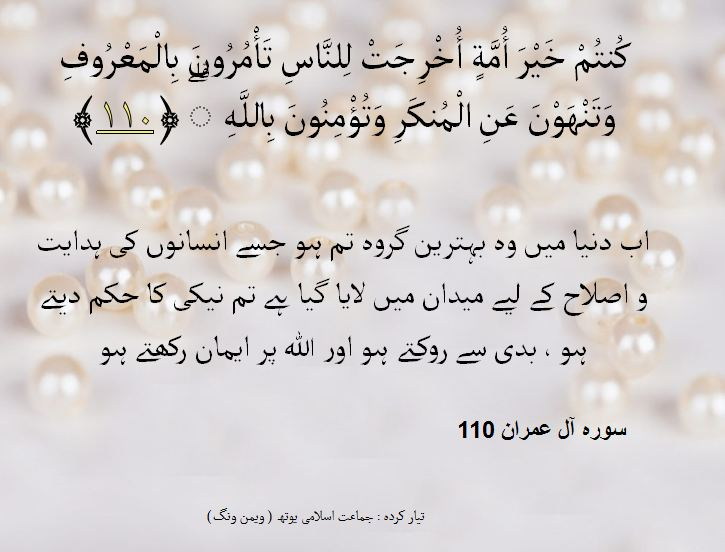 كُنتُمْ خَيْرَ أُمَّةٍ أُخْرِجَتْ لِلنَّاسِ تَأْمُرُونَ بِالْمَعْرُوفِ
وَتَنْهَوْنَ عَنِ الْمُنكَرِ وَتُؤْمِنُونَ بِاللَّهِ ۗ ﴿١١٠﴾
اب دنیا میں وہ بہترین گروہ تم ہو جسے انسانوں کی ہدایت
و اصلاح کے لیے میدان میں لایا گیا ہے تم نیکی کا حکم دیتے
ہو ، بدی سے روکتے ہو اور اللہ پر ایمان رکھتے ہو
سورہ آل عمران 110
تیار کردہ : جماعت اسلامی یوتھ ( ویمن ونگ )